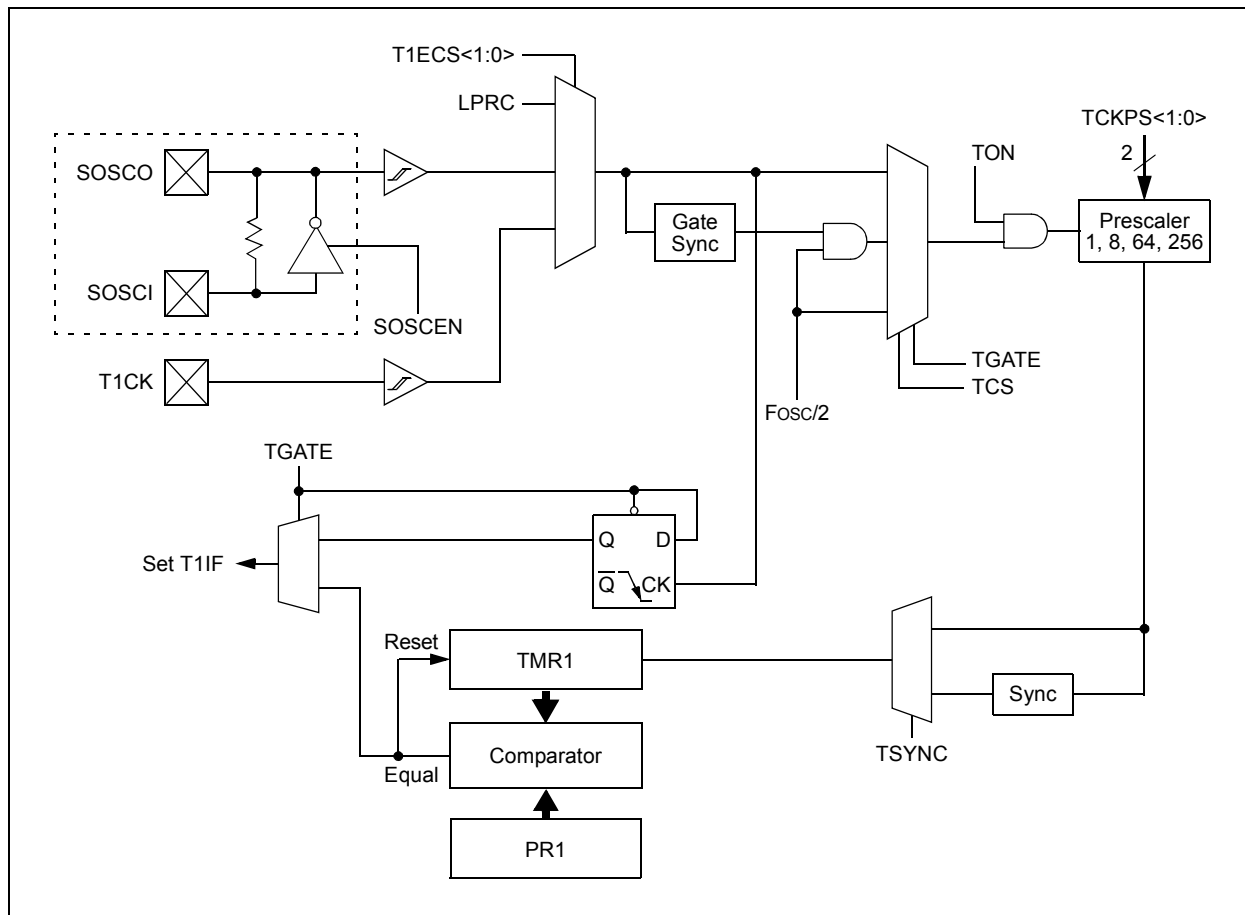 T1ECS<1:0>
LPRC
SOSCO
SOSCI
SOSCEN
T1CK
Gate
Sync
FOSC/2
TON
TCKPS<1:0>
2
Prescaler
1, 8, 64, 256
TGATE
TCS
TGATE
Set T1IF
Q D
Q CK
Reset
TMR1
Equal
Comparator
PR1
Sync
TSYNC